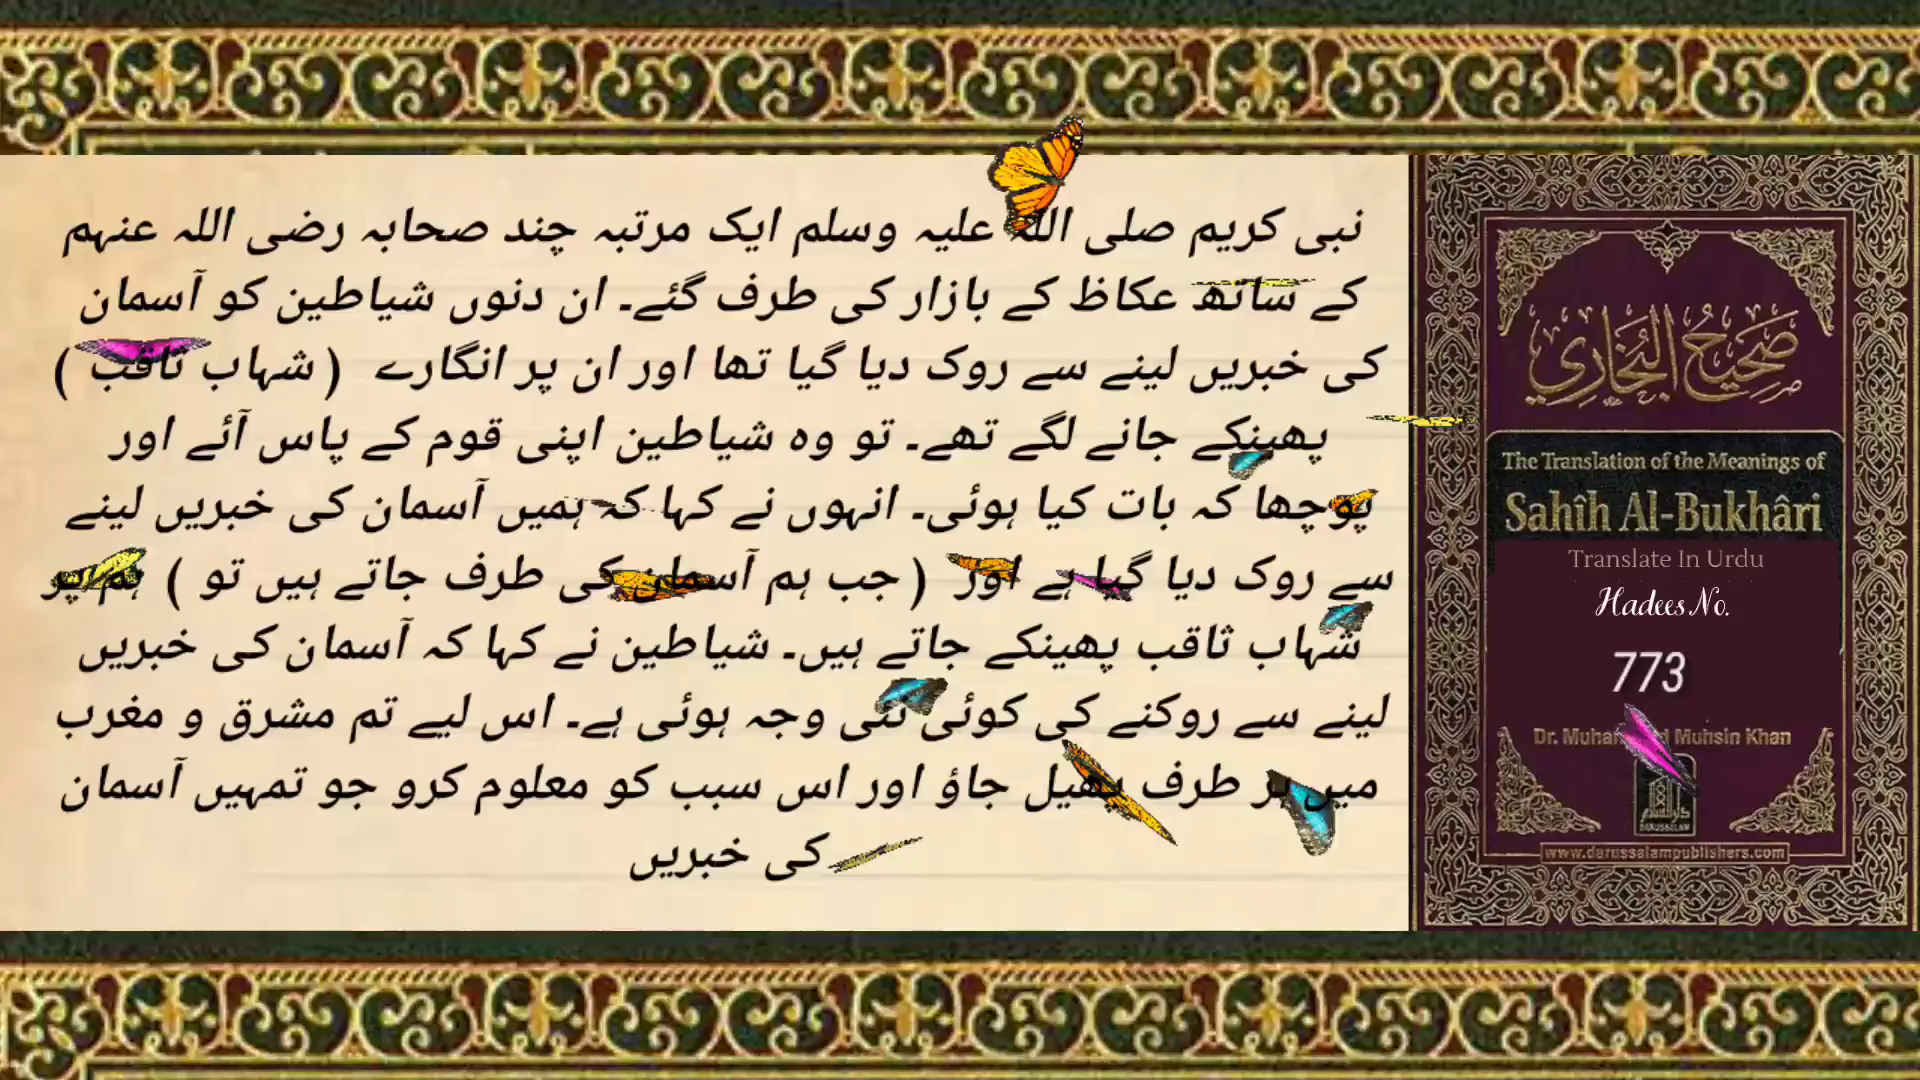 نبی کریم صلی اللہ علیہ وسلم ایک مرتبہ چند صحابہ رضی اللہ عنہم
کے ساتھ عکاظ کے بازار کی طرف گئے۔ ان دنوں شیاطین کو آسمان
کی خبریں لینے سے روک دیا گیا تھا اور ان پر انگارے ( شہاب ثاقب )
پھینکے جانے لگے تھے۔ تو وہ شیاطین اپنی قوم کے پاس آئے اور
پوچھا کہ بات کیا ہوئی۔ انہوں نے کہا کہ ہمیں آسمان کی خبریں لینے
سے روک دیا گیا ہے اور ( جب ہم آسمان کی طرف جاتے ہیں تو ) ہم پر
شہاب ثاقب پھینکے جاتے ہیں۔ شیاطین نے کہا کہ آسمان کی خبریں
لینے سے روکنے کی کوئی نئی وجہ ہوئی ہے۔ اس لیے تم مشرق و مغرب
میں ہر طرف پھیل جاؤ اور اس سبب کو معلوم کرو جو تمہیں آسمان
کی خبریں
صَحِيحُ البُخَارِي
The Translation of the Meanings of
Sahîh Al-Bukhâri
Translate In Urdu
Hadees No.
773
Dr. Muhammad Muhsin Khan
دارالسلام
DARUSSALAM
www.darussalampublishers.com